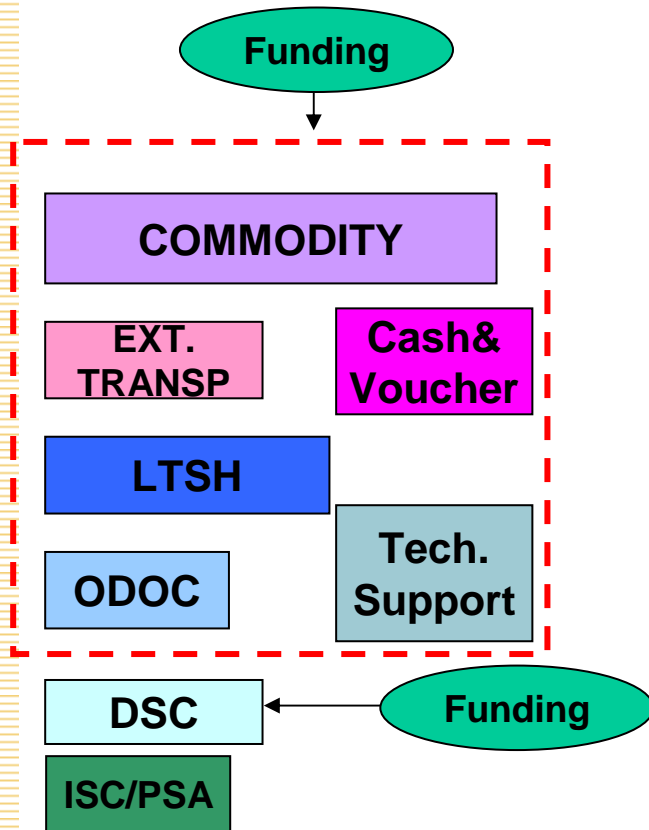 Funding
COMMODITY
EXT.
TRANSP
Cash&
Voucher
LTSH
Tech.
Support
ODOC
DSC
Funding
ISC/PSA